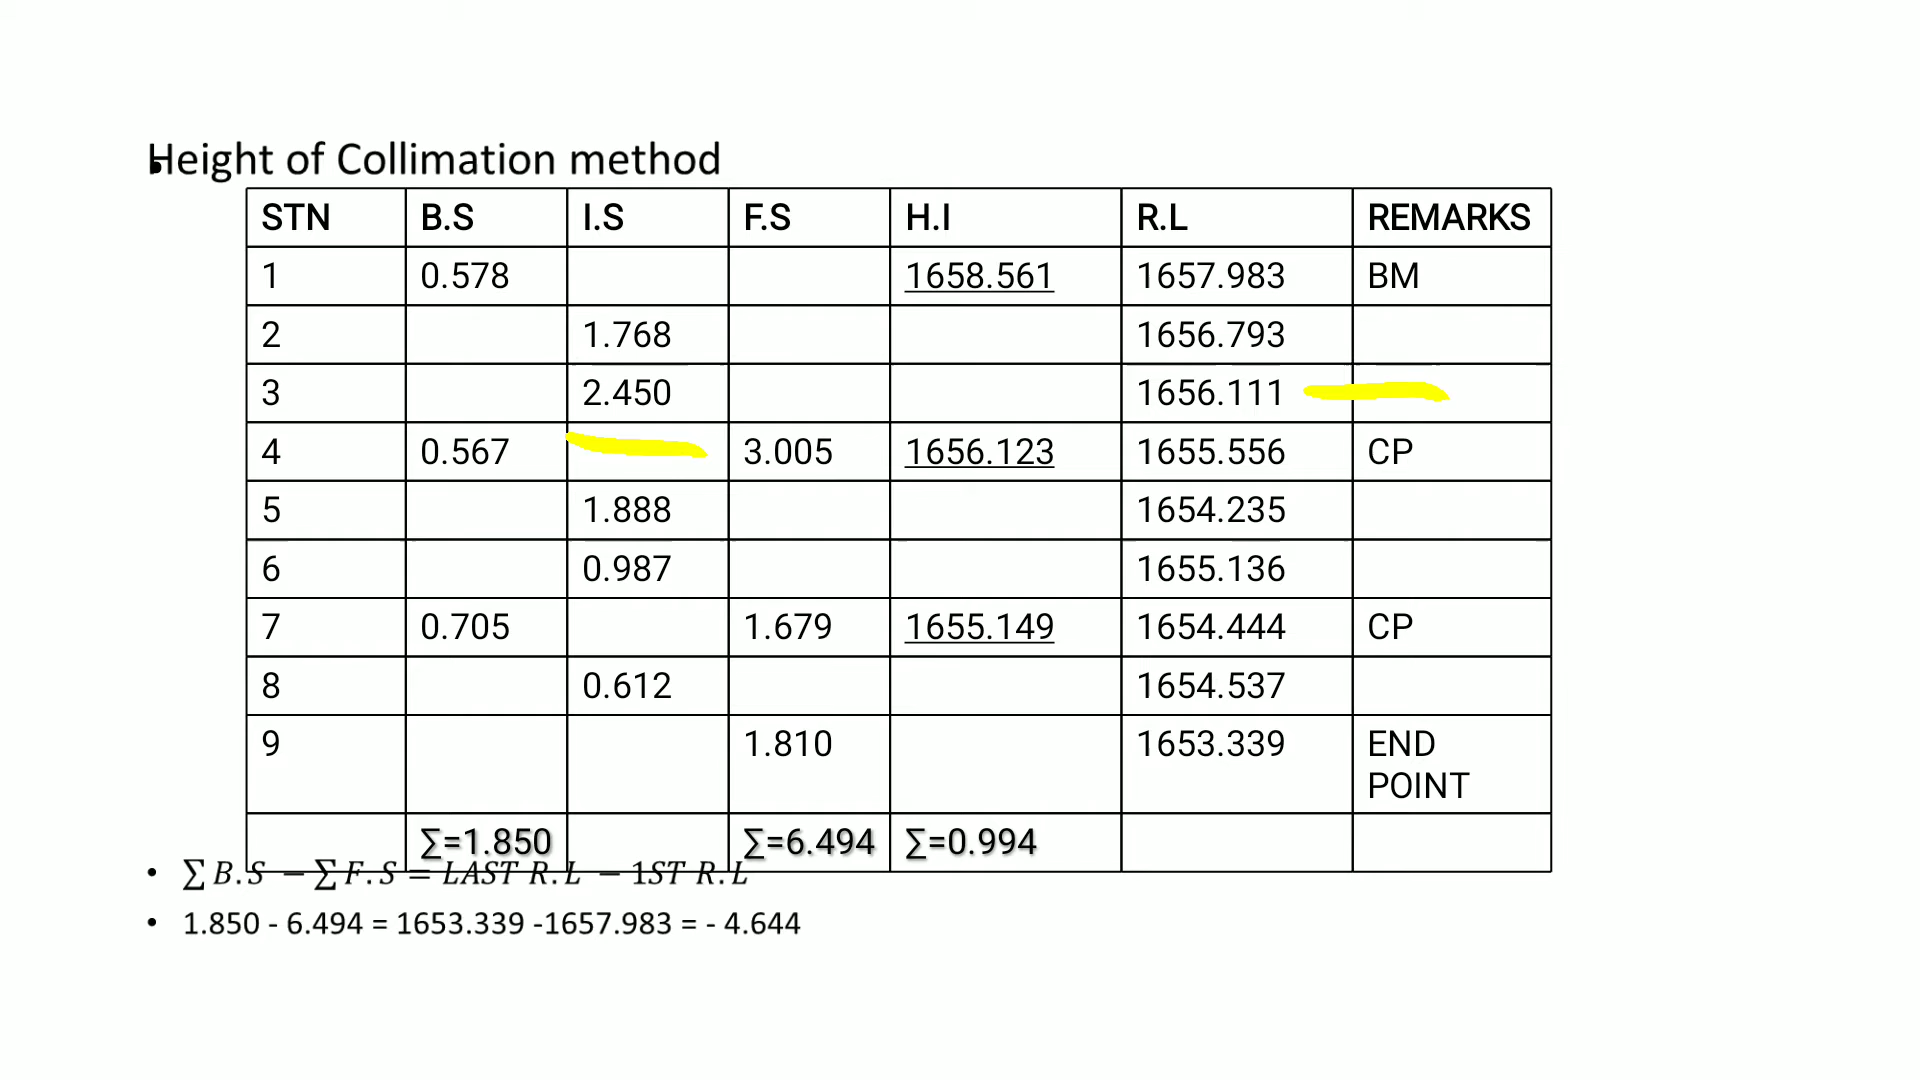 Height of Collimation method
STN B.S I.S F.S H.I R.L REMARKS
1 0.578 1658.561 1657.983 BM
2 1.768 1656.793
3 2.450 1656.111
4 0.567 3.005 1656.123 1655.556 CP
5 1.888 1654.235
6 0.987 1655.136
7 0.705 1.679 1655.149 1654.444 CP
8 0.612 1654.537
9 1.810 1653.339 END
POINT
∑=1.850 ∑=6.494 ∑=0.994
• ∑ B.S − ∑ F.S = LAST R.L − 1ST R.L
• 1.850 - 6.494 = 1653.339 -1657.983 = - 4.644